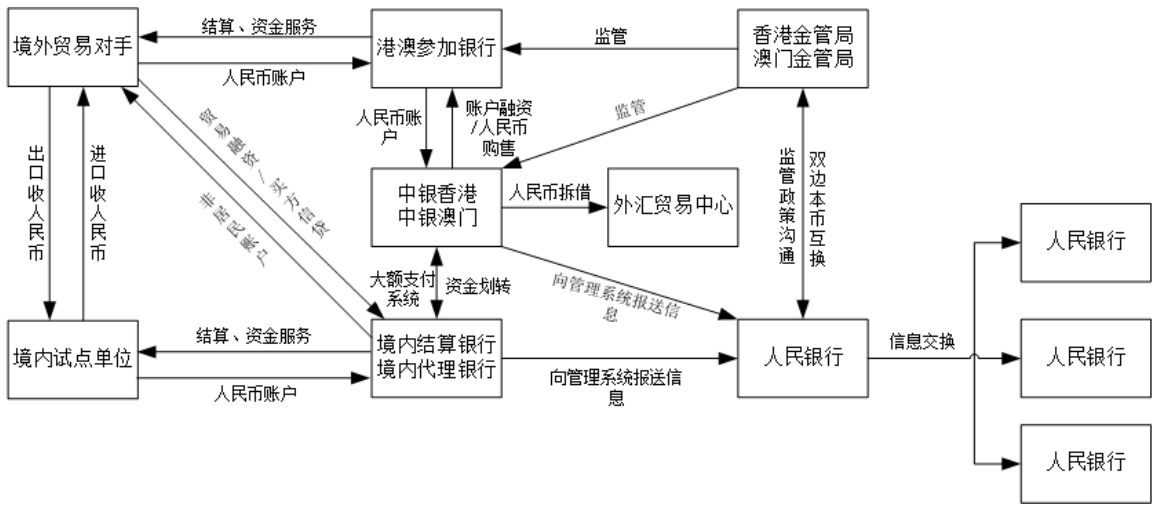 境外贸易对手
结算、资金服务
人民币账户
港澳参加银行
监管
香港金管局
澳门金管局
出口收人民币
进口收人民币
贸易融资/买方信贷
非居民账户
人民币账
户
账户融资
/人民币
购售
监管
监管政策沟通
双边本币互换
中银香港
中银澳门
人民币拆借
外汇贸易中心
大额支付
系统
资金划转
向管理系统报送信
息
境内试点单位
结算、资金服务
人民币账户
境内结算银行
境内代理银行
向管理系统报送信
息
人民银行
信息交换
人民银行
人民银行
人民银行